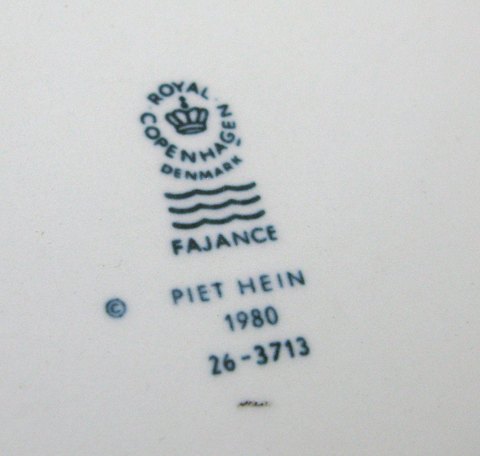 ROYAL
COPENHAGEN
DENMARK
FAJANCE
© PIET HEIN
1980
26-3713